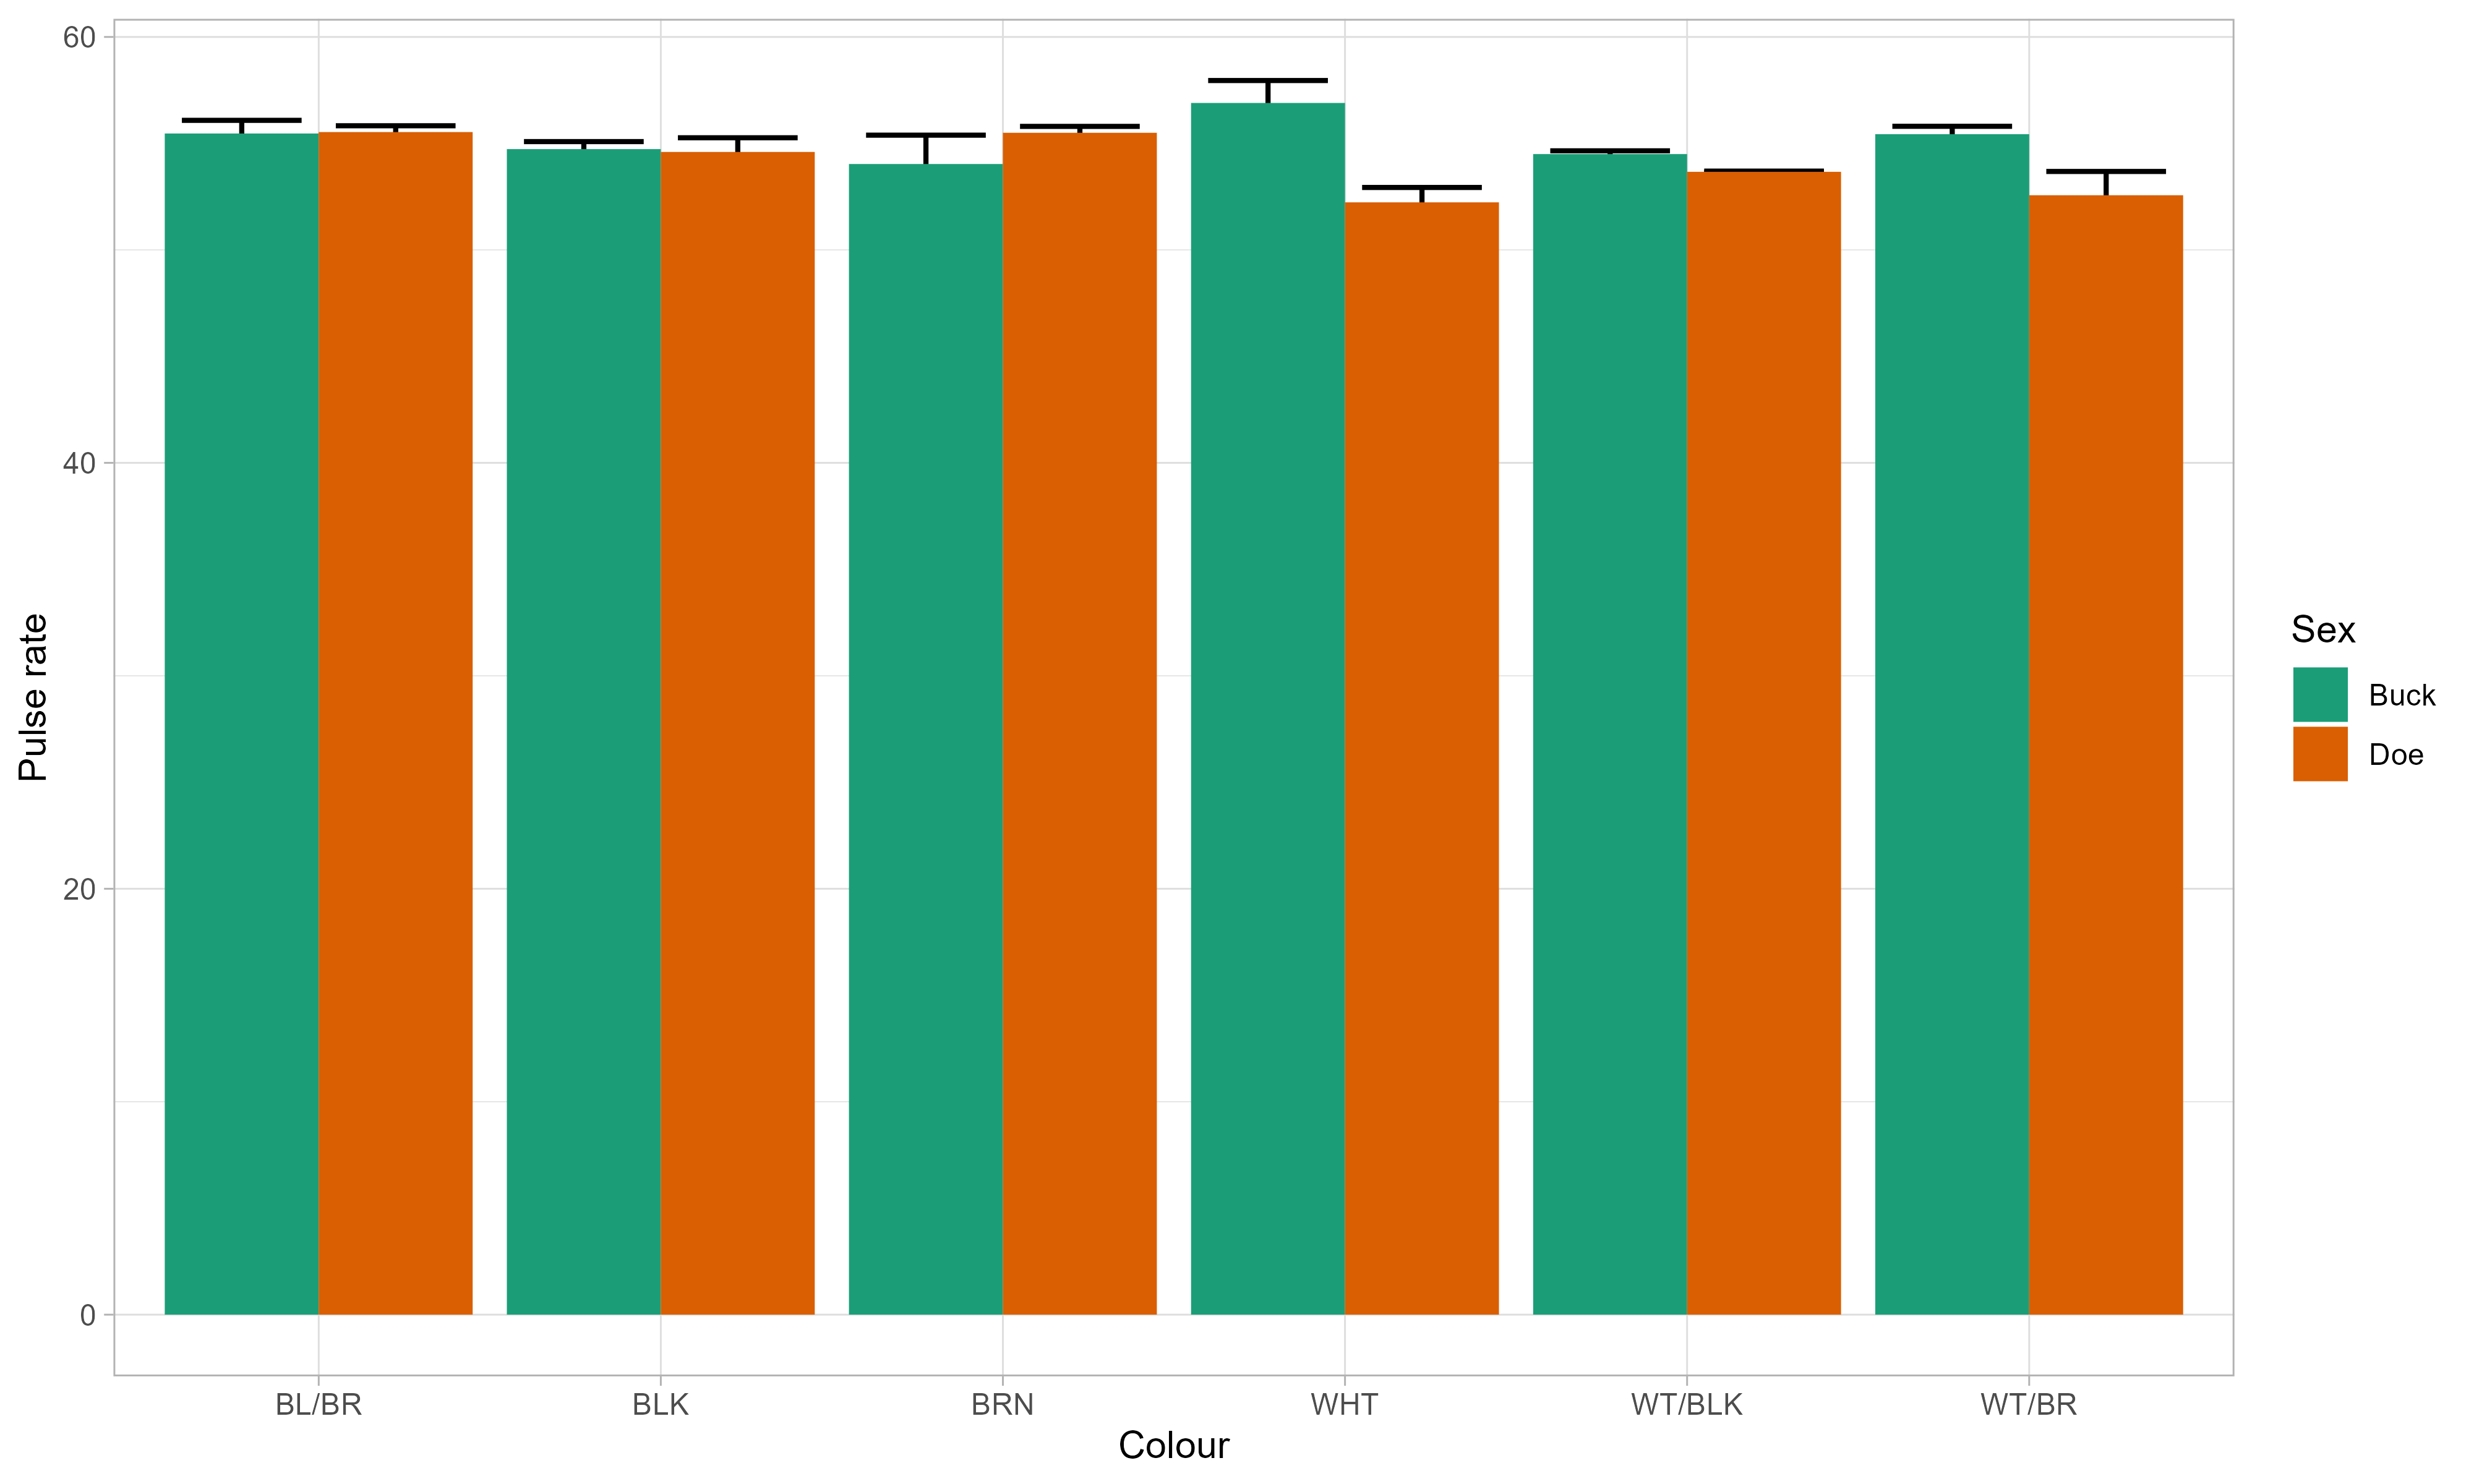 60
40
20
0
Pulse rate
BL/BR
BLK
BRN
WHT
WT/BLK
WT/BR
Colour
Sex
Buck
Doe